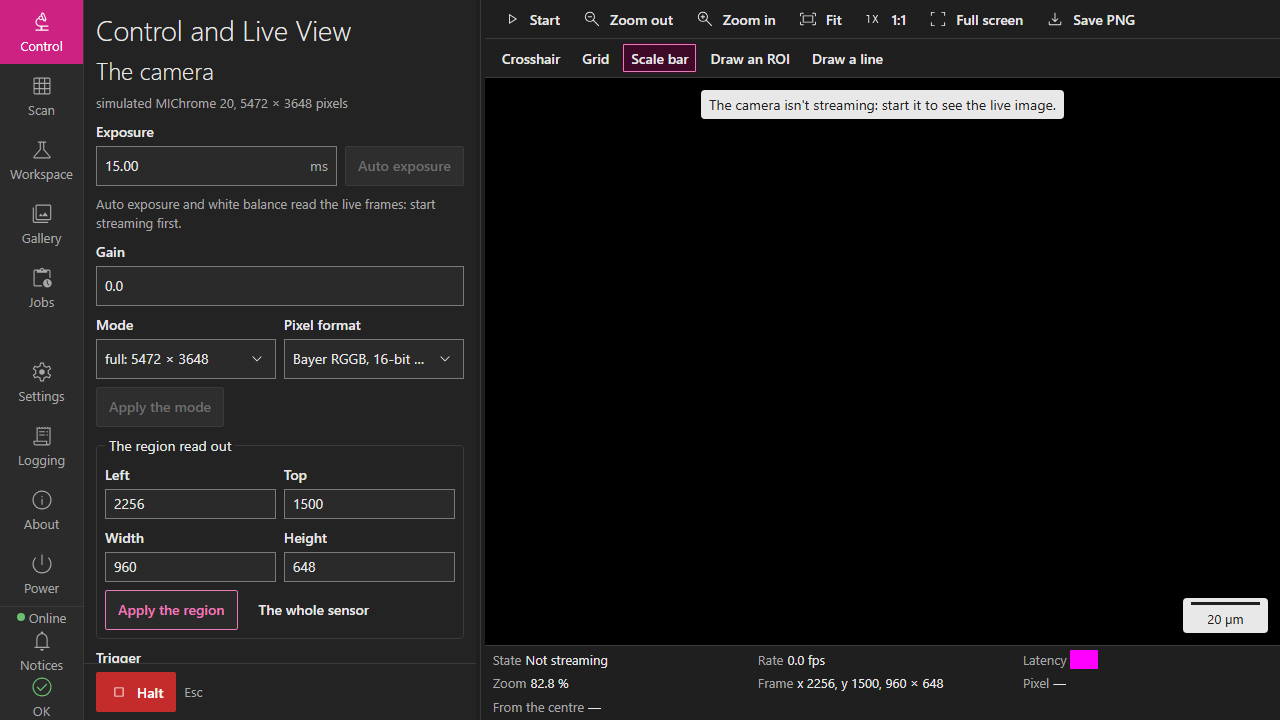 Control
Scan
Workspace
Gallery
Jobs
Settings
Logging
About
Power
Online
Notices
OK
Control and Live View
The camera
simulated MIChrome 20, 5472 × 3648 pixels
Exposure
15.00 ms
Auto exposure
Auto exposure and white balance read the live frames: start
streaming first.
Gain
0.0
Mode
Pixel format
full: 5472 × 3648
Bayer RGGB, 16-bit ...
Apply the mode
The region read out
Left
Top
2256
1500
Width
Height
960
648
Apply the region
The whole sensor
Trigger
Halt
Esc
Start
Zoom out
Zoom in
Fit
1X 1:1
Full screen
Save PNG
Crosshair
Grid
Scale bar
Draw an ROI
Draw a line
The camera isn't streaming: start it to see the live image.
20 µm
State Not streaming
Rate 0.0 fps
Latency
Zoom 82.8 %
Frame x 2256, y 1500, 960 × 648
Pixel —
From the centre —